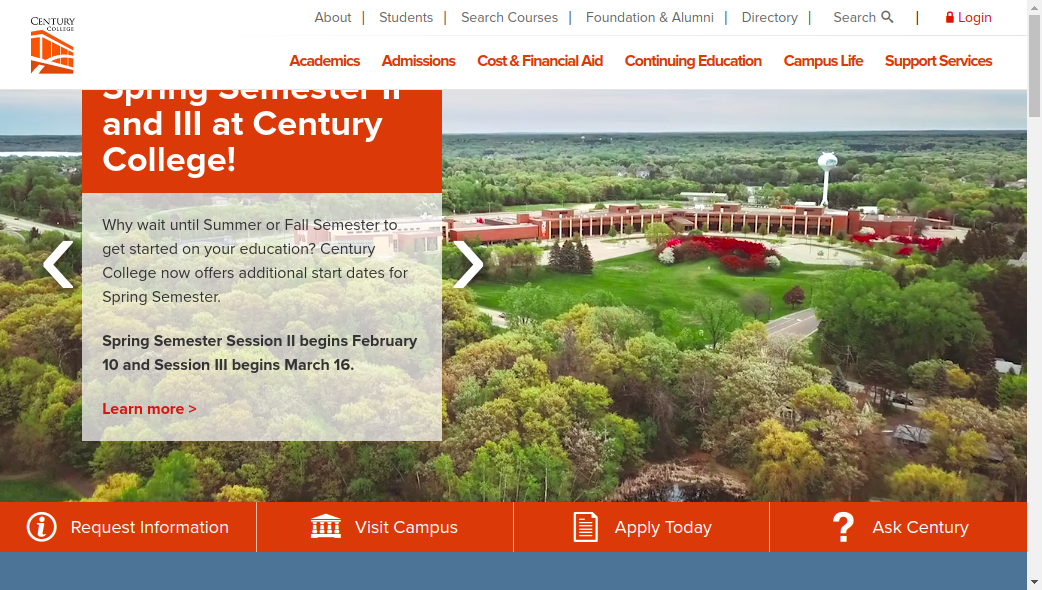 CENTURY
COLLEGE
About | Students | Search Courses | Foundation & Alumni | Directory | Search | Login
Academics Admissions Cost & Financial Aid Continuing Education Campus Life Support Services
Spring Semester II
and III at Century
College!
Why wait until Summer or Fall Semester to
get started on your education? Century
College now offers additional start dates for
Spring Semester.
Spring Semester Session II begins February
10 and Session III begins March 16.
Learn more >
Request Information Visit Campus Apply Today Ask Century